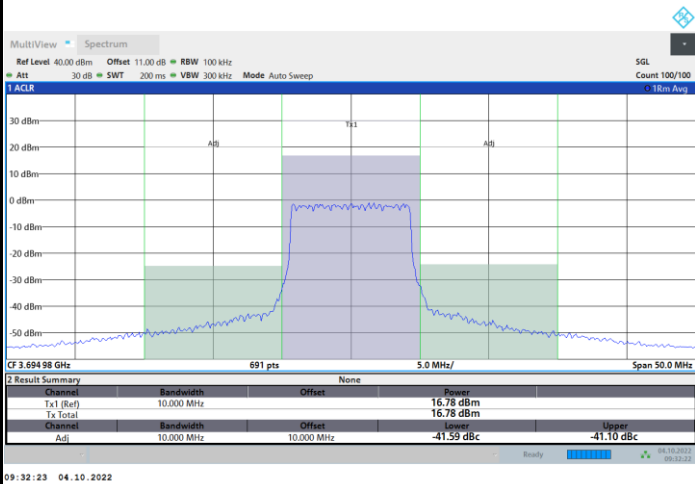 MultiView Spectrum
Ref Level 40.00 dBm Offset 11.00 dB RBW 100 kHz SGL
Att 30 dB SWT 200 ms VBW 300 kHz Mode Auto Sweep Count 100/100
1 ACLR 1Rm Avg
30 dBm
Tx1
20 dBm Adj Adj
10 dBm
0 dBm
-10 dBm
-20 dBm
-30 dBm
-40 dBm
-50 dBm
CF 3.694 98 GHz 691 pts 5.0 MHz/ Span 50.0 MHz
2 Result Summary None
Channel Bandwidth Offset Power
Tx1 (Ref) 10.000 MHz 16.78 dBm
Tx Total 16.78 dBm
Channel Bandwidth Offset Lower Upper
Adj 10.000 MHz 10.000 MHz -41.59 dBc -41.10 dBc
Ready 04.10.2022
09:32:22
09:32:23 04.10.2022